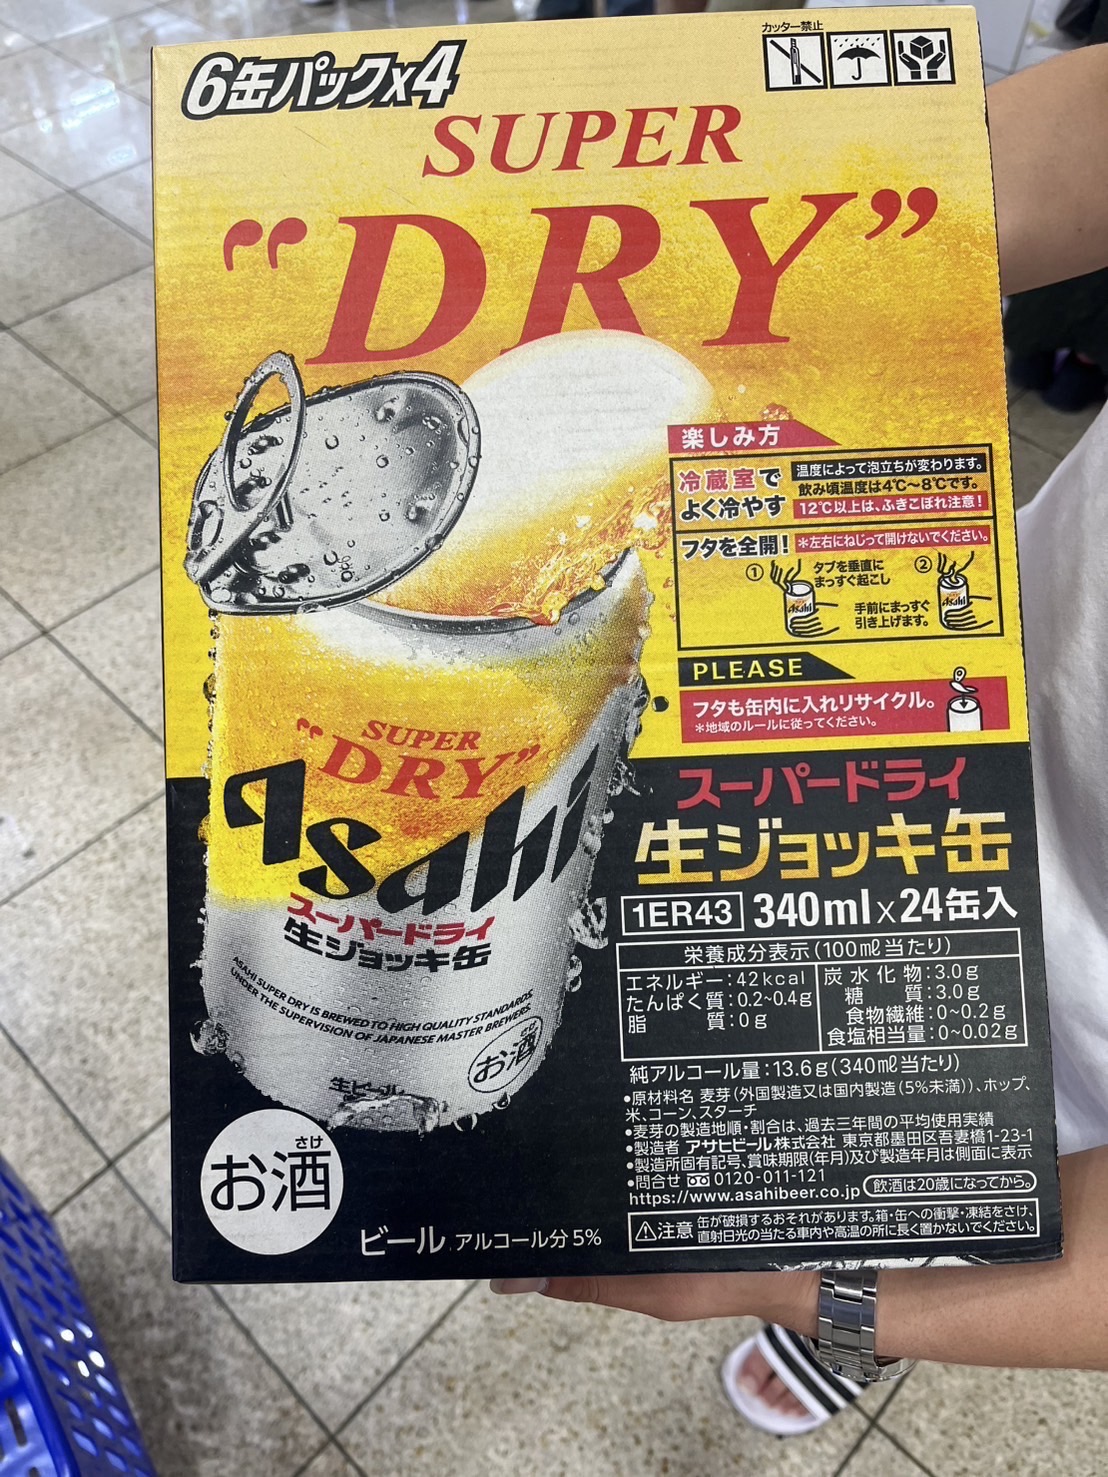 6缶パックx4
カッター禁止
SUPER
"DRY"
楽しみ方
冷蔵室で
よく冷やす
温度によって泡立ちが変わります。
飲み頃温度は4℃〜8℃です。
12℃以上は、ふきこぼれ注意!
フタを全開!
*左右にねじって開けないでください。
①
タブを垂直に
まっすぐ起こし
②
手前にまっすぐ
引き上げます。
Asahi
Asahi
PLEASE
フタも缶内に入れリサイクル。
*地域のルールに従ってください。
SUPER
"DRY"
Asahi
スーパードライ
生ジョッキ缶
ASAHI SUPER DRY IS BREWED TO HIGH QUALITY STANDARDS
UNDER THE SUPERVISION OF JAPANESE MASTER BREWERS.
さけ
お酒
生ビール
スーパードライ
生ジョッキ缶
1ER43 340ml×24缶入
栄養成分表示(100ml当たり)
エネルギー:42kcal
たんぱく質:0.2~0.4g
脂質:0g
炭水化物:3.0g
糖質:3.0g
食物繊維:0~0.2g
食塩相当量:0~0.02g
純アルコール量:13.6g(340ml当たり)
•原材料名 麦芽(外国製造又は国内製造(5%未満))、ホップ、
米、コーン、スターチ
•麦芽の製造地順・割合は、過去三年間の平均使用実績
•製造者 アサヒビール株式会社 東京都墨田区吾妻橋1-23-1
•製造所固有記号、賞味期限(年月)及び製造年月は側面に表示
•問合せ 0120-011-121
https://www.asahibeer.co.jp 飲酒は20歳になってから。
注意 缶が破損するおそれがあります。箱・缶への衝撃・凍結をさけ、
直射日光の当たる車内や高温の所に長く置かないでください。
さけ
お酒
ビール アルコール分5%